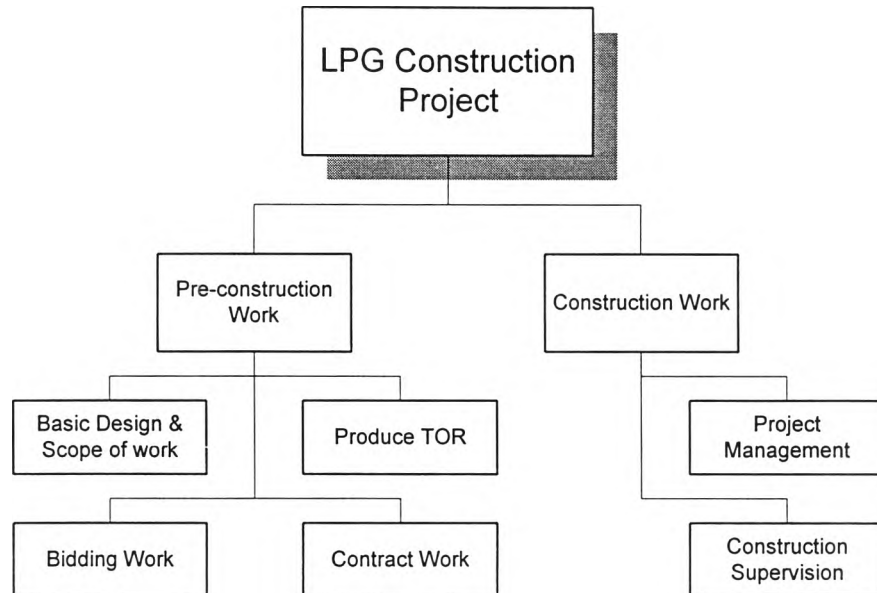 LPG Construction
Project
Pre-construction
Work
Construction Work
Basic Design &
Scope of work
Produce TOR
Project
Management
Bidding Work
Contract Work
Construction
Supervision